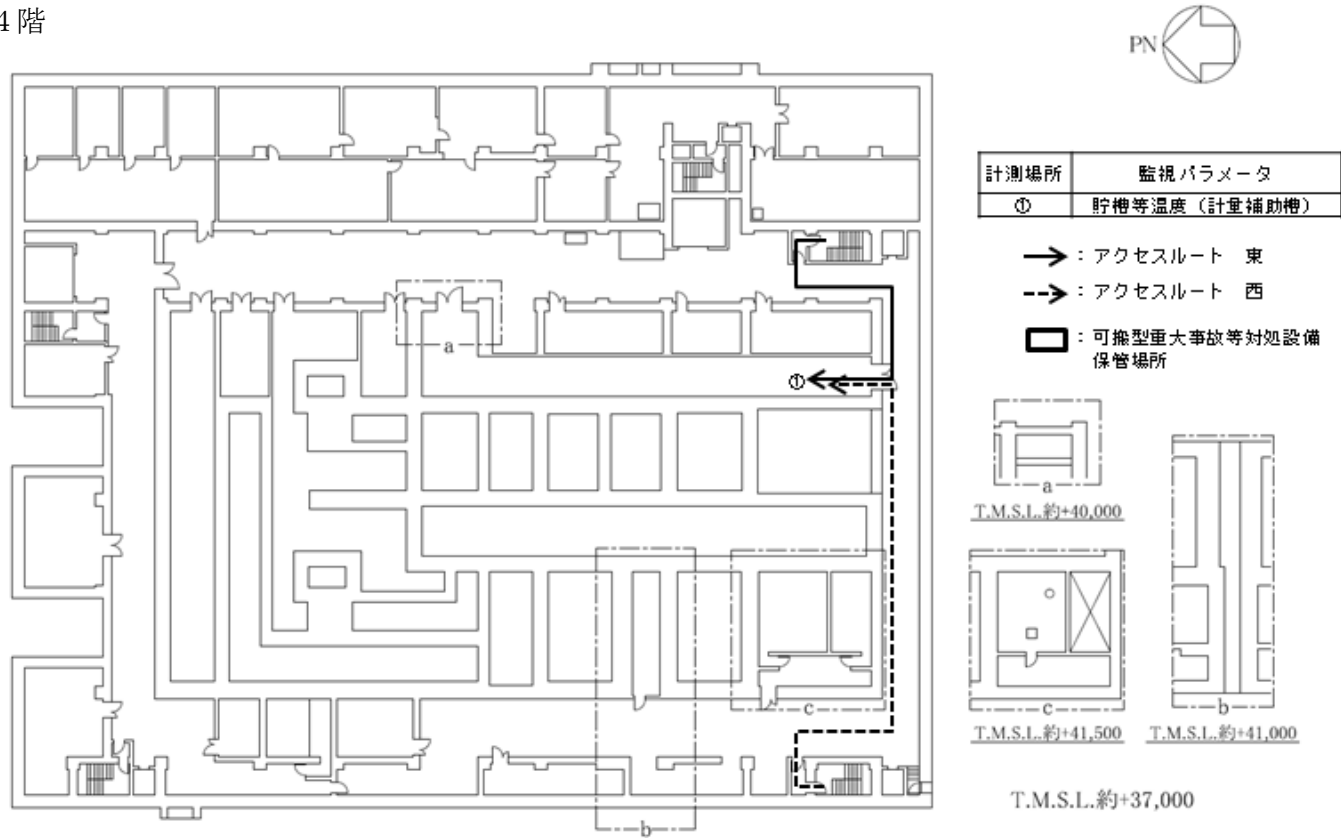 4階
PN
計測場所 監視パラメータ
① 貯槽等温度（計量補助槽）
：アクセスルート 東
：アクセスルート 西
：可搬型重大事故等対処設備
保管場所
a
①
a
T.M.S.L.約+40,000
c
b
c
T.M.S.L.約+41,500
b
T.M.S.L.約+41,000
T.M.S.L.約+37,000